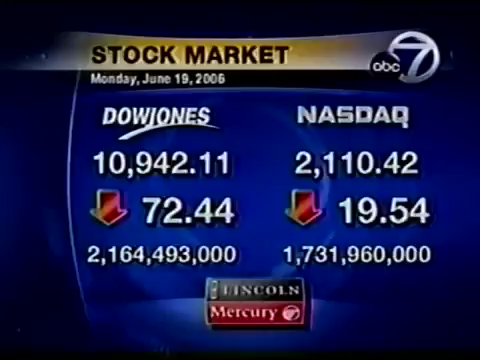 STOCK MARKET
abc 7
Monday, June 19, 2006
DOWJONES
NASDAQ
10,942.11
2,110.42
72.44
19.54
2,164,493,000
1,731,960,000
LINCOLN
Mercury 7